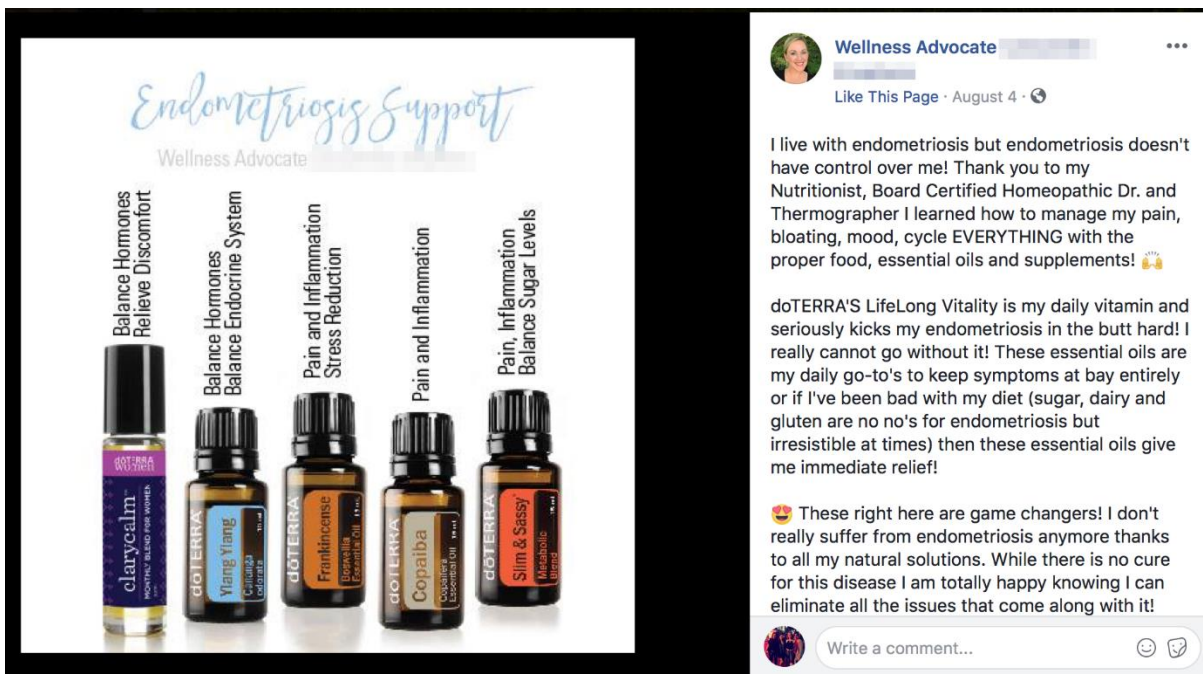 Endometriosis Support
Wellness Advocate
Balance Hormones
Relieve Discomfort
Balance Hormones
Balance Endocrine System
Pain and Inflammation
Stress Reduction
Pain and Inflammation
Pain, Inflammation
Balance Sugar Levels
dōTERRA
WOMEN
clarycalm™
MONTHLY BLEND FOR WOMEN
dōTERRA
Ylang Ylang
Cananga
odorata
dōTERRA
Frankincense
Boswellia
Essential Oil
dōTERRA
Copaiba
Copaifera
Essential Oil
dōTERRA
Slim & Sassy
Metabolic
Blend
Wellness Advocate
Like This Page · August 4 ·
I live with endometriosis but endometriosis doesn't
have control over me! Thank you to my
Nutritionist, Board Certified Homeopathic Dr. and
Thermographer I learned how to manage my pain,
bloating, mood, cycle EVERYTHING with the
proper food, essential oils and supplements! 🙌
doTERRA'S LifeLong Vitality is my daily vitamin and
seriously kicks my endometriosis in the butt hard! I
really cannot go without it! These essential oils are
my daily go-to's to keep symptoms at bay entirely
or if I've been bad with my diet (sugar, dairy and
gluten are no no's for endometriosis but
irresistible at times) then these essential oils give
me immediate relief!
😍 These right here are game changers! I don't
really suffer from endometriosis anymore thanks
to all my natural solutions. While there is no cure
for this disease I am totally happy knowing I can
eliminate all the issues that come along with it!
Write a comment...